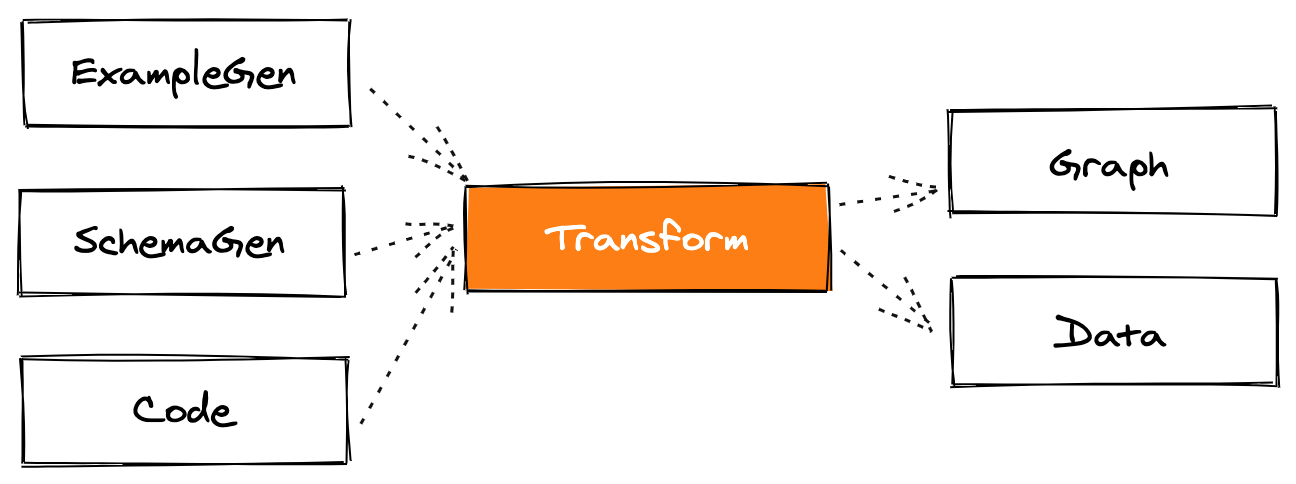 ExampleGen
SchemaGen
Code
Transform
Graph
Data